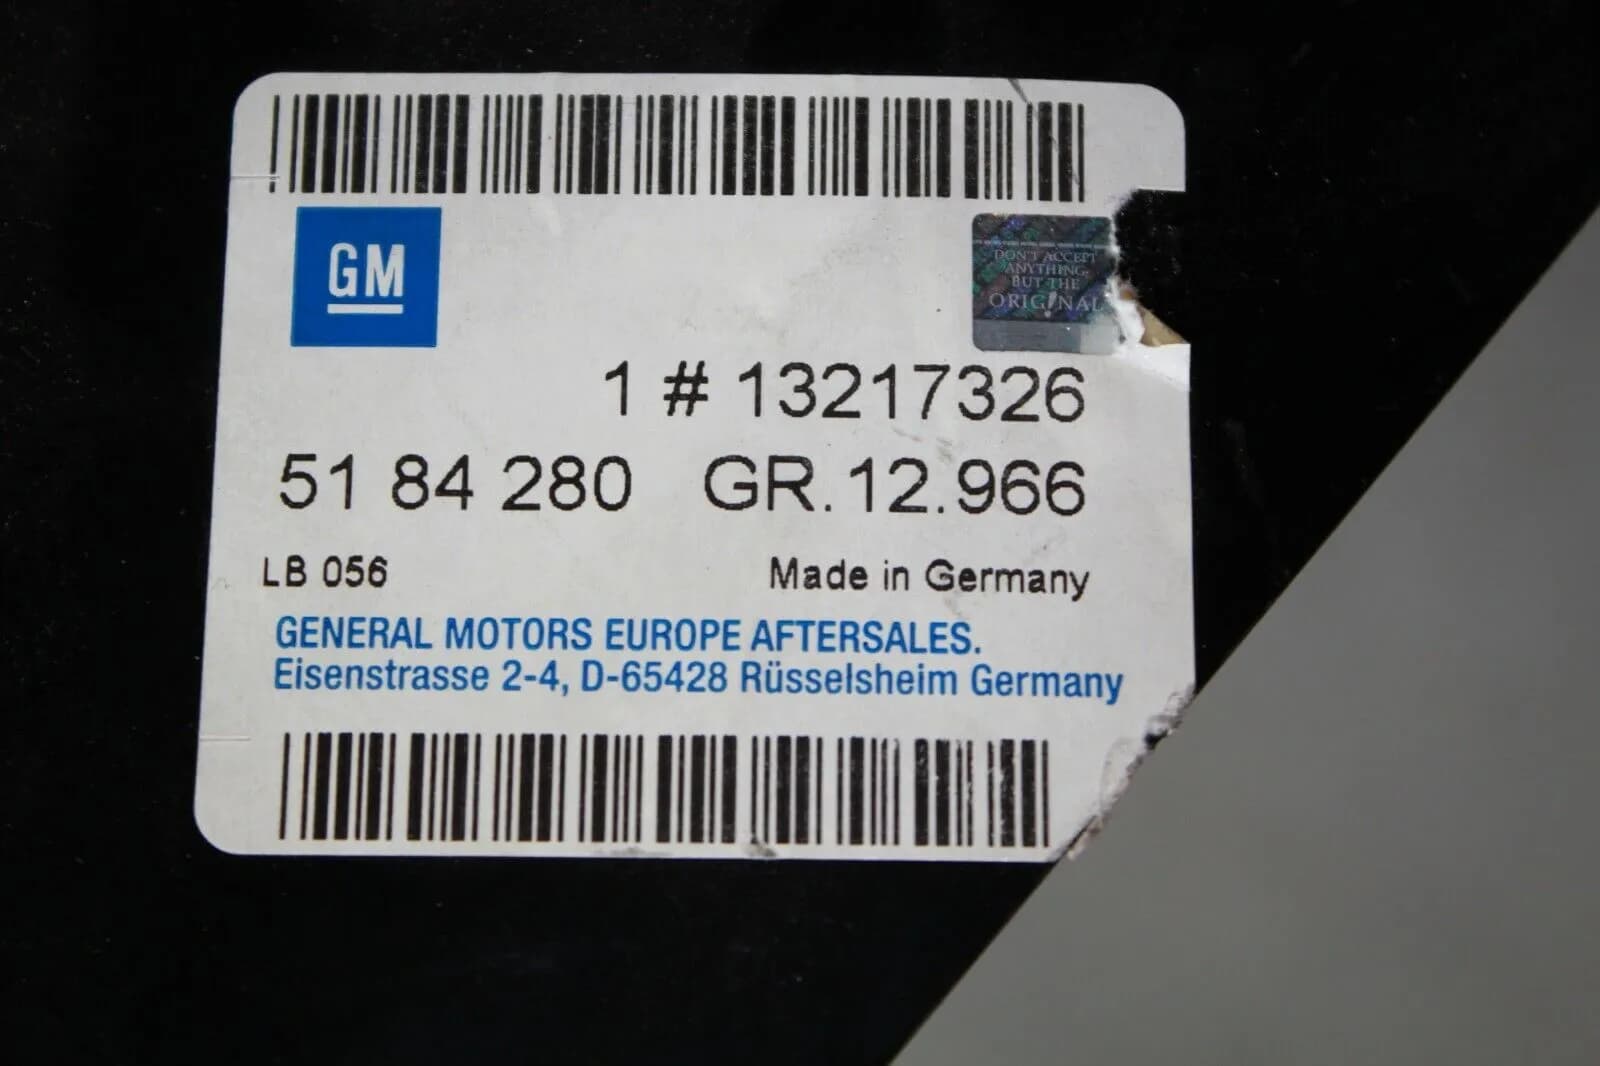 GM
DON'T ACCEPT
ANYTHING
BUT THE
ORIGINAL
1 # 13217326
51 84 280 GR. 12.966
LB 056 Made in Germany
GENERAL MOTORS EUROPE AFTERSALES.
Eisenstrasse 2-4, D-65428 Rüsselsheim Germany